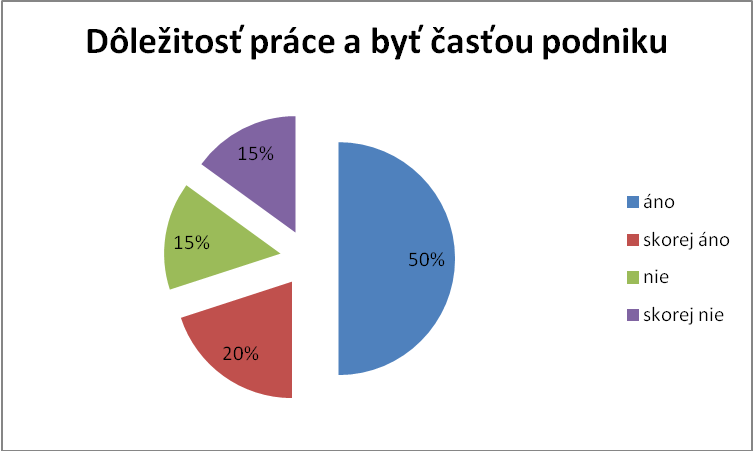 Dôležitosť práce a byť časťou podniku
15%
15%
50%
20%
áno
skorej áno
nie
skorej nie